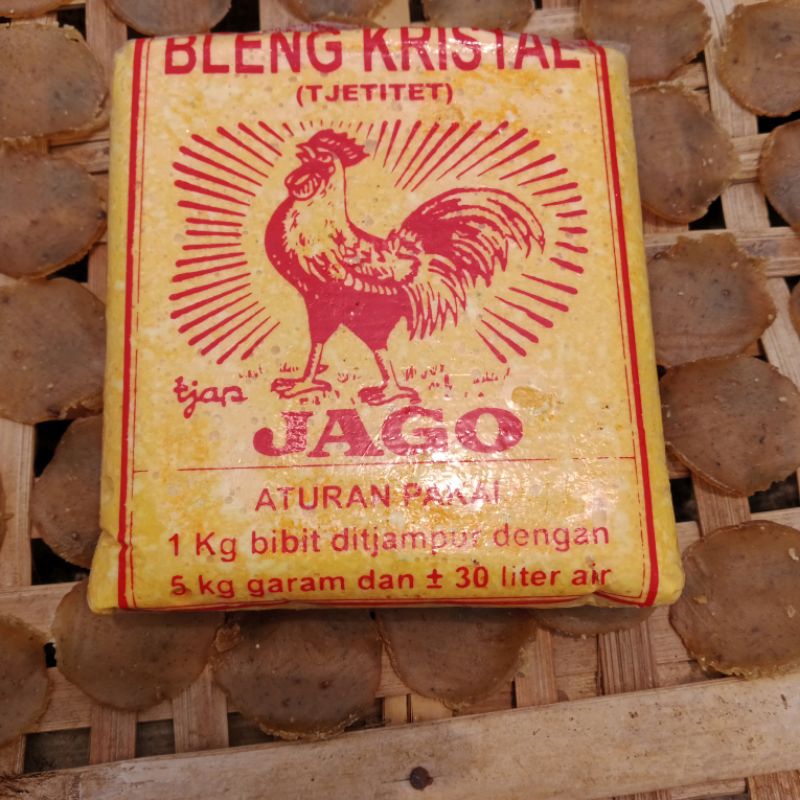 BLENG KRISTAL
(TJETITET)
tjap
JAGO
ATURAN PAKAI
1 Kg bibit ditjampur dengan
5 kg garam dan ± 30 liter air